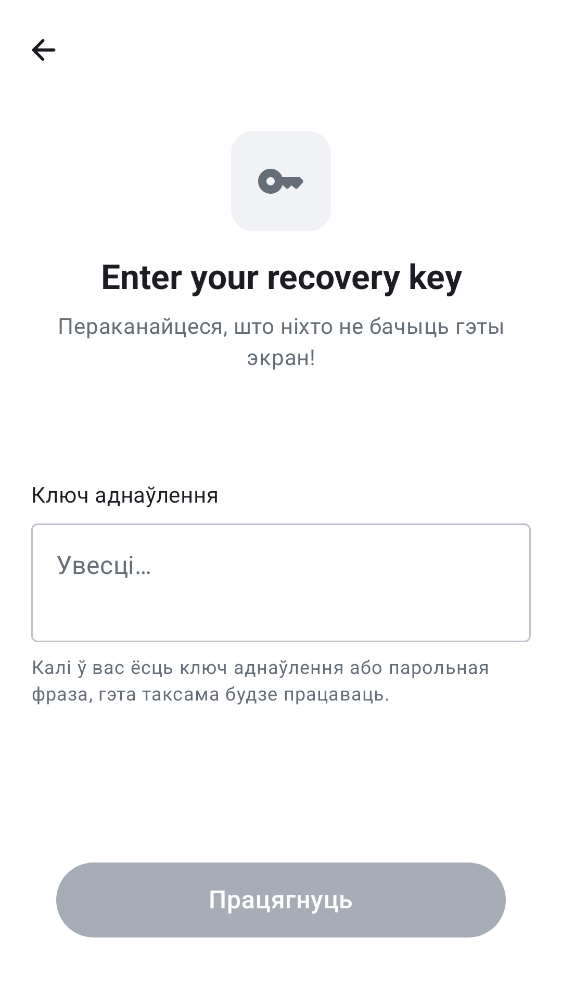 Enter your recovery key
Пераканайцеся, што ніхто не бачыць гэты
экран!
Ключ аднаўлення
Увесці...
Калі ў вас ёсць ключ аднаўлення або парольная
фраза, гэта таксама будзе працаваць.
Працягнуць